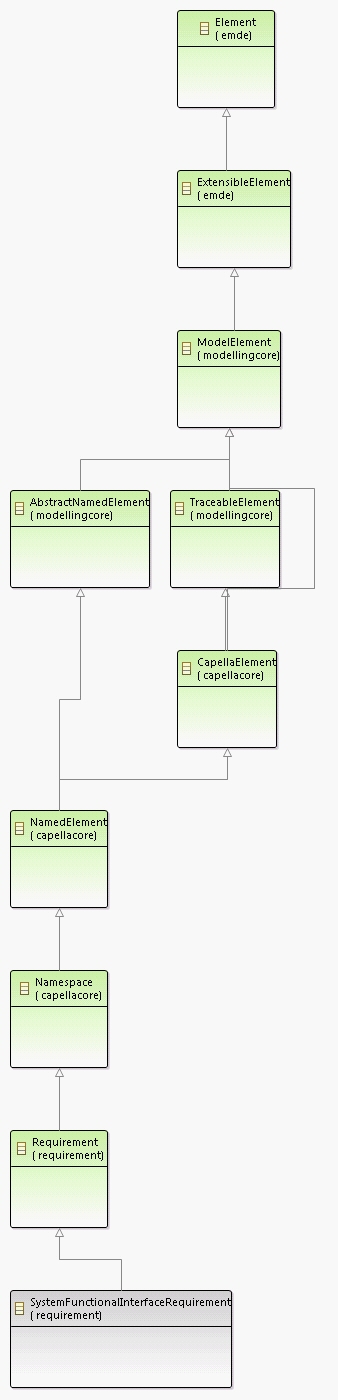 Element
( emde)
ExtensibleElement
( emde)
ModelElement
( modellingcore)
AbstractNamedElement
( modellingcore)
TraceableElement
( modellingcore)
CapellaElement
( capellacore)
NamedElement
( capellacore)
Namespace
( capellacore)
Requirement
( requirement)
SystemFunctionalInterfaceRequirement
( requirement)